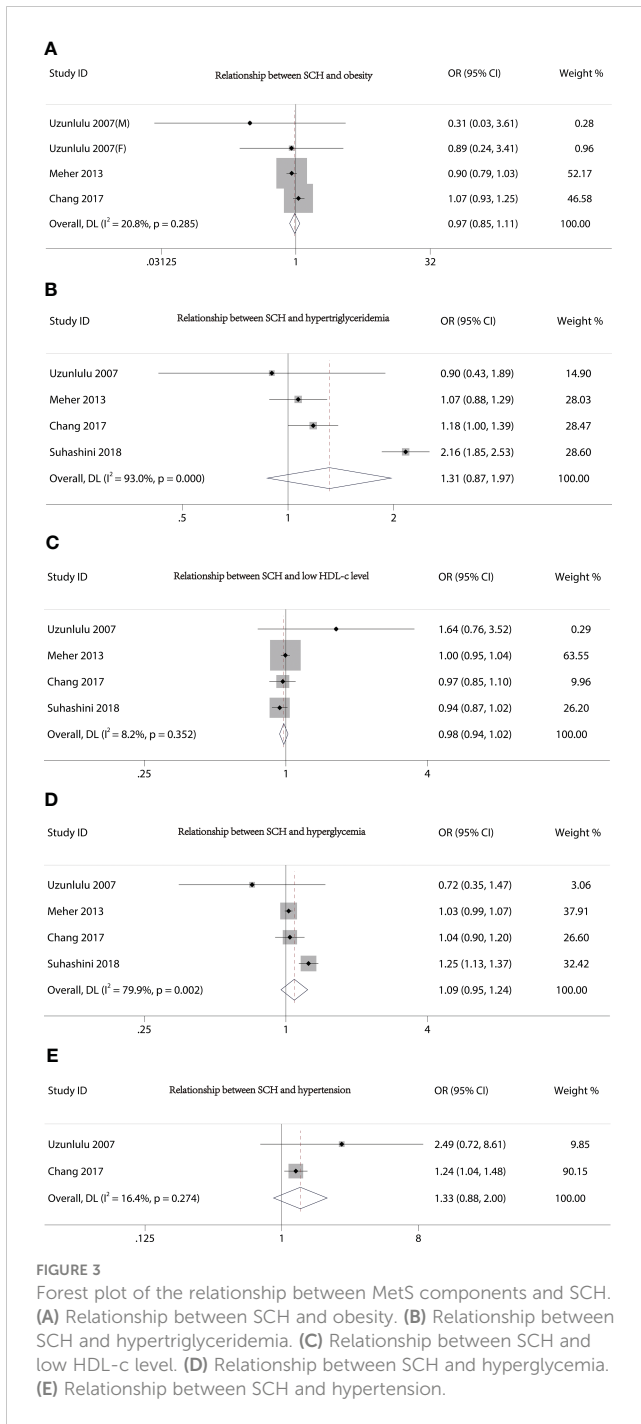 A
Study ID Relationship between SCH and obesity OR (95% CI) Weight %
Uzunlulu 2007(M) 0.31 (0.03, 3.61) 0.28
Uzunlulu 2007(F) 0.89 (0.24, 3.41) 0.96
Meher 2013 0.90 (0.79, 1.03) 52.17
Chang 2017 1.07 (0.93, 1.25) 46.58
Overall, DL (I² = 20.8%, p = 0.285) 0.97 (0.85, 1.11) 100.00
.03125 1 32
B
Study ID Relationship between SCH and hypertriglyceridemia OR (95% CI) Weight %
Uzunlulu 2007 0.90 (0.43, 1.89) 14.90
Meher 2013 1.07 (0.88, 1.29) 28.03
Chang 2017 1.18 (1.00, 1.39) 28.47
Suhashini 2018 2.16 (1.85, 2.53) 28.60
Overall, DL (I² = 93.0%, p = 0.000) 1.31 (0.87, 1.97) 100.00
.5 1 2
C
Study ID Relationship between SCH and low HDL-c level OR (95% CI) Weight %
Uzunlulu 2007 1.64 (0.76, 3.52) 0.29
Meher 2013 1.00 (0.95, 1.04) 63.55
Chang 2017 0.97 (0.85, 1.10) 9.96
Suhashini 2018 0.94 (0.87, 1.02) 26.20
Overall, DL (I² = 8.2%, p = 0.352) 0.98 (0.94, 1.02) 100.00
.25 1 4
D
Study ID Relationship between SCH and hyperglycemia OR (95% CI) Weight %
Uzunlulu 2007 0.72 (0.35, 1.47) 3.06
Meher 2013 1.03 (0.99, 1.07) 37.91
Chang 2017 1.04 (0.90, 1.20) 26.60
Suhashini 2018 1.25 (1.13, 1.37) 32.42
Overall, DL (I² = 79.9%, p = 0.002) 1.09 (0.95, 1.24) 100.00
.25 1 4
E
Study ID Relationship between SCH and hypertension OR (95% CI) Weight %
Uzunlulu 2007 2.49 (0.72, 8.61) 9.85
Chang 2017 1.24 (1.04, 1.48) 90.15
Overall, DL (I² = 16.4%, p = 0.274) 1.33 (0.88, 2.00) 100.00
.125 1 8
FIGURE 3
Forest plot of the relationship between MetS components and SCH.
(A) Relationship between SCH and obesity. (B) Relationship between
SCH and hypertriglyceridemia. (C) Relationship between SCH and
low HDL-c level. (D) Relationship between SCH and hyperglycemia.
(E) Relationship between SCH and hypertension.